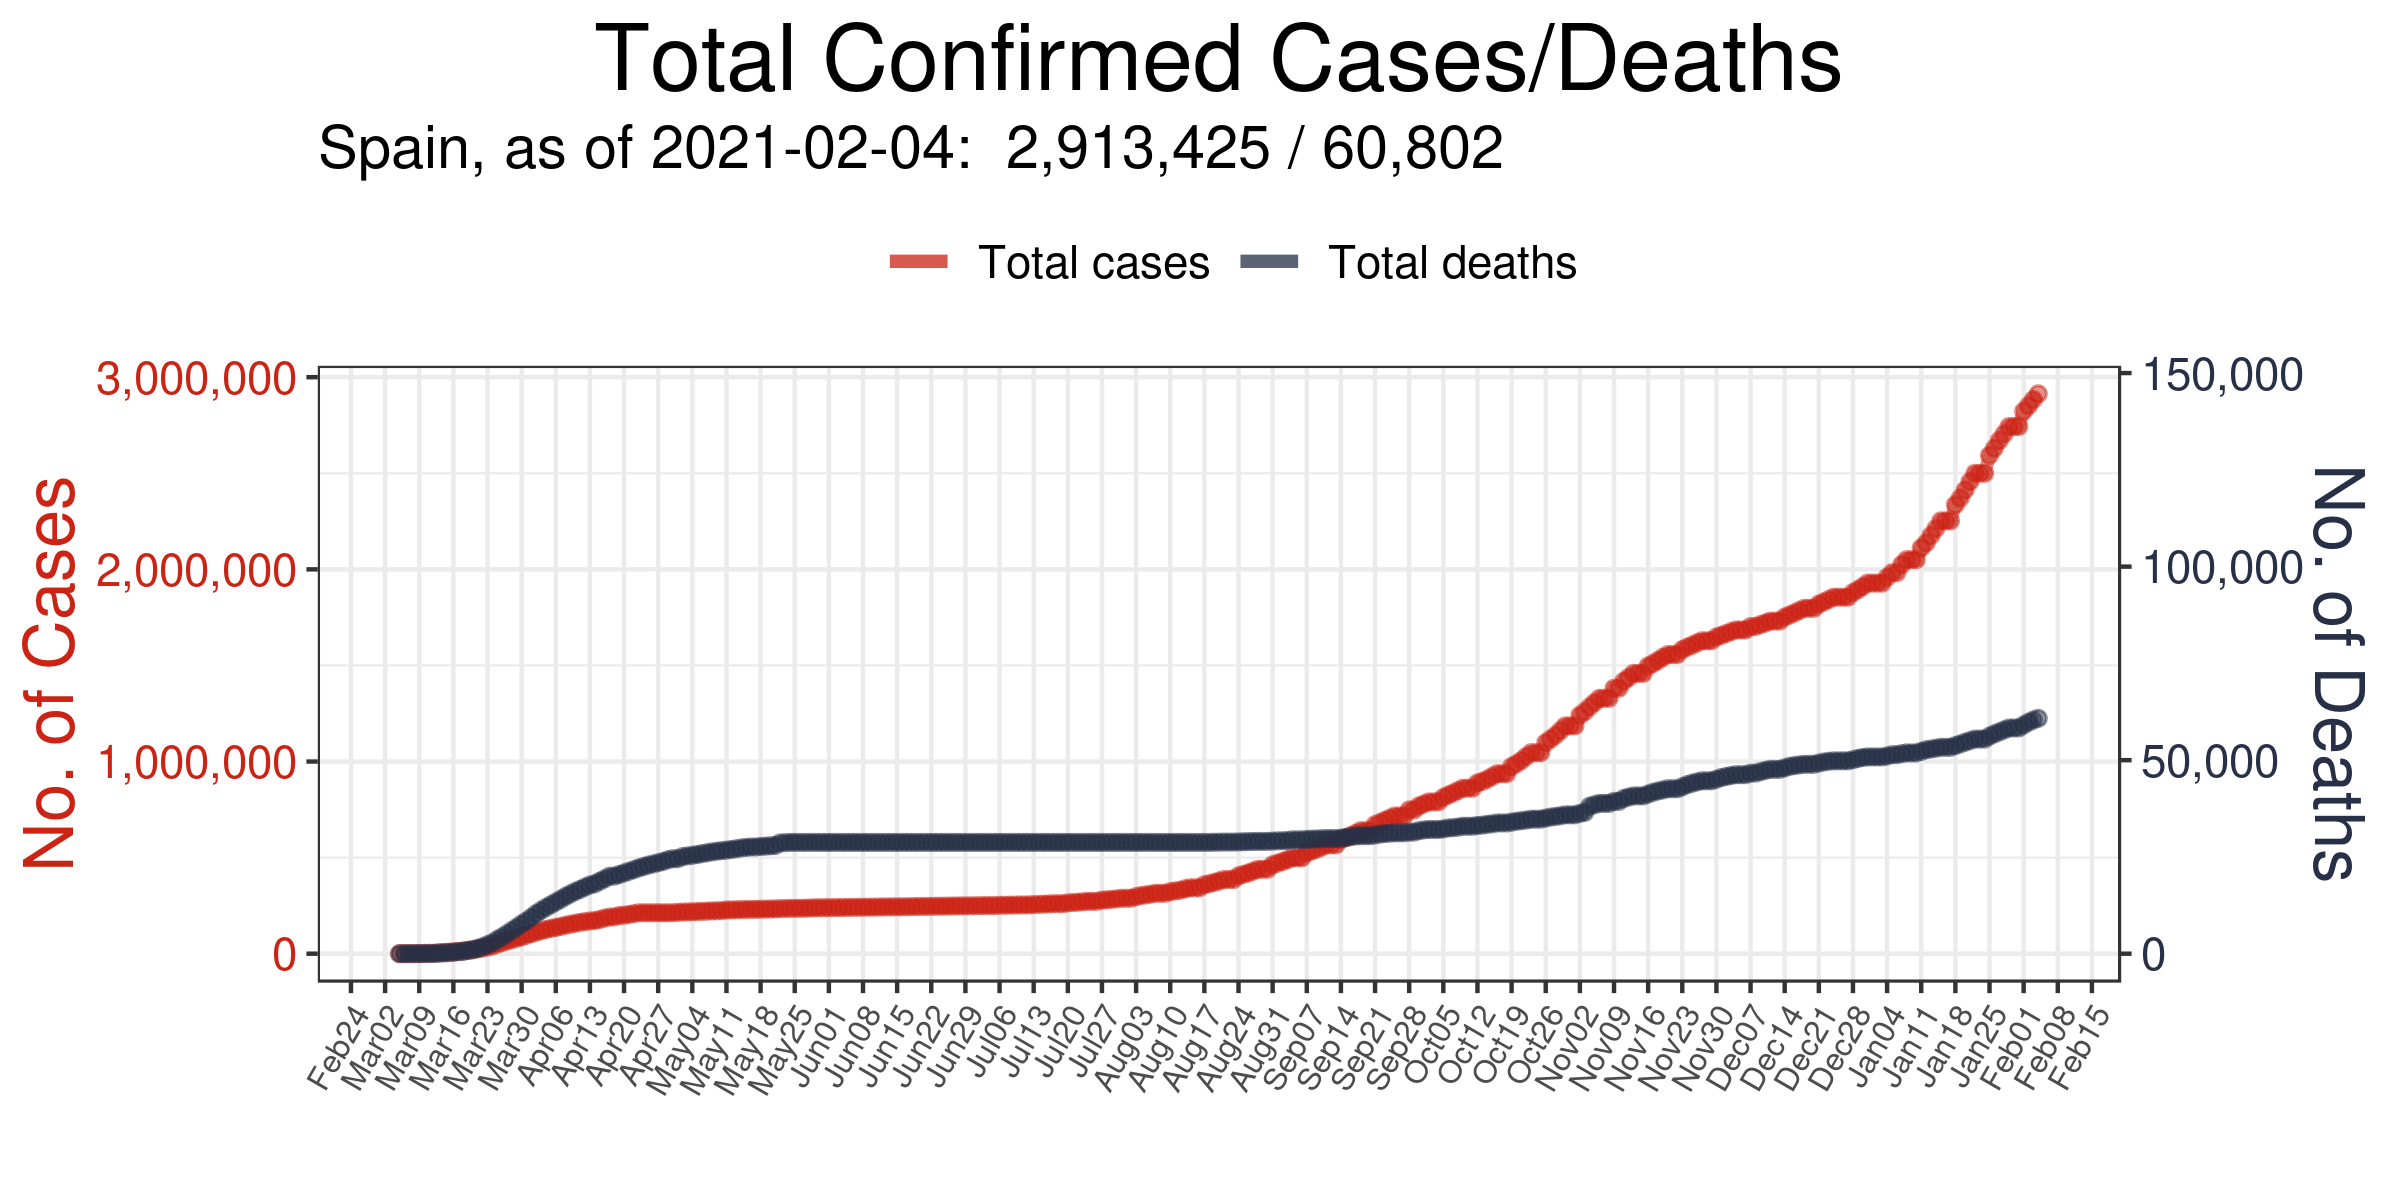 Total Confirmed Cases/Deaths
Spain, as of 2021-02-04:  2,913,425 / 60,802
Total cases
Total deaths
No. of Cases
3,000,000
2,000,000
1,000,000
0
150,000
100,000
50,000
0
No. of Deaths
Feb24
Mar02
Mar09
Mar16
Mar23
Mar30
Apr06
Apr13
Apr20
Apr27
May04
May11
May18
May25
Jun01
Jun08
Jun15
Jun22
Jun29
Jul06
Jul13
Jul20
Jul27
Aug03
Aug10
Aug17
Aug24
Aug31
Sep07
Sep14
Sep21
Sep28
Oct05
Oct12
Oct19
Oct26
Nov02
Nov09
Nov16
Nov23
Nov30
Dec07
Dec14
Dec21
Dec28
Jan04
Jan11
Jan18
Jan25
Feb01
Feb08
Feb15